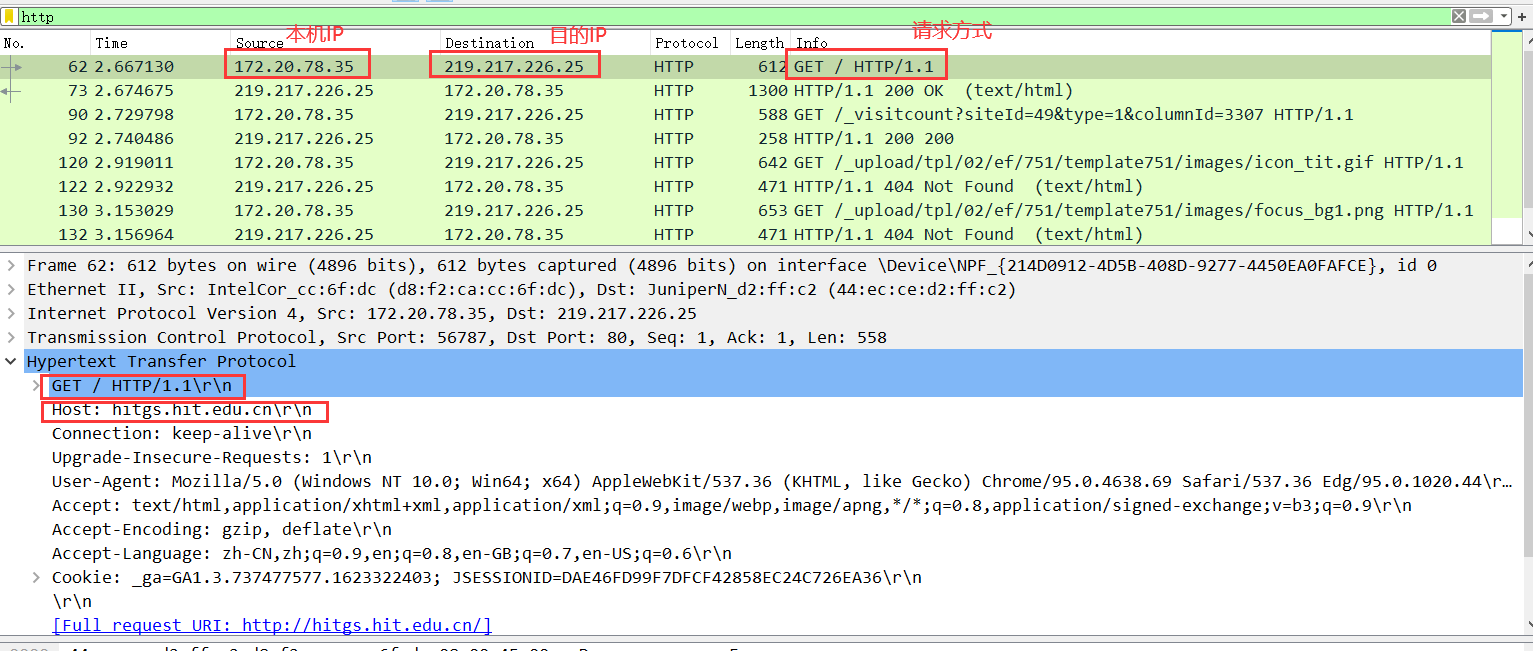 http
本机IP 目的IP 请求方式
No. Time Source Destination Protocol Length Info
62 2.667130 172.20.78.35 219.217.226.25 HTTP 612 GET / HTTP/1.1
73 2.674675 219.217.226.25 172.20.78.35 HTTP 1300 HTTP/1.1 200 OK (text/html)
90 2.729798 172.20.78.35 219.217.226.25 HTTP 588 GET /_visitcount?siteId=49&type=1&columnId=3307 HTTP/1.1
92 2.740486 219.217.226.25 172.20.78.35 HTTP 258 HTTP/1.1 200 200
120 2.919011 172.20.78.35 219.217.226.25 HTTP 642 GET /_upload/tpl/02/ef/751/template751/images/icon_tit.gif HTTP/1.1
122 2.922932 219.217.226.25 172.20.78.35 HTTP 471 HTTP/1.1 404 Not Found (text/html)
130 3.153029 172.20.78.35 219.217.226.25 HTTP 653 GET /_upload/tpl/02/ef/751/template751/images/focus_bg1.png HTTP/1.1
132 3.156964 219.217.226.25 172.20.78.35 HTTP 471 HTTP/1.1 404 Not Found (text/html)
Frame 62: 612 bytes on wire (4896 bits), 612 bytes captured (4896 bits) on interface \Device\NPF_{214D0912-4D5B-408D-9277-4450EA0FAFCE}, id 0
Ethernet II, Src: IntelCor_cc:6f:dc (d8:f2:ca:cc:6f:dc), Dst: JuniperN_d2:ff:c2 (44:ec:ce:d2:ff:c2)
Internet Protocol Version 4, Src: 172.20.78.35, Dst: 219.217.226.25
Transmission Control Protocol, Src Port: 56787, Dst Port: 80, Seq: 1, Ack: 1, Len: 558
Hypertext Transfer Protocol
GET / HTTP/1.1\r\n
Host: hitgs.hit.edu.cn\r\n
Connection: keep-alive\r\n
Upgrade-Insecure-Requests: 1\r\n
User-Agent: Mozilla/5.0 (Windows NT 10.0; Win64; x64) AppleWebKit/537.36 (KHTML, like Gecko) Chrome/95.0.4638.69 Safari/537.36 Edg/95.0.1020.44\r…
Accept: text/html,application/xhtml+xml,application/xml;q=0.9,image/webp,image/apng,*/*;q=0.8,application/signed-exchange;v=b3;q=0.9\r\n
Accept-Encoding: gzip, deflate\r\n
Accept-Language: zh-CN,zh;q=0.9,en;q=0.8,en-GB;q=0.7,en-US;q=0.6\r\n
Cookie: _ga=GA1.3.737477577.1623322403; JSESSIONID=DAE46FD99F7DFCF42858EC24C726EA36\r\n
\r\n
[Full request URI: http://hitgs.hit.edu.cn/]